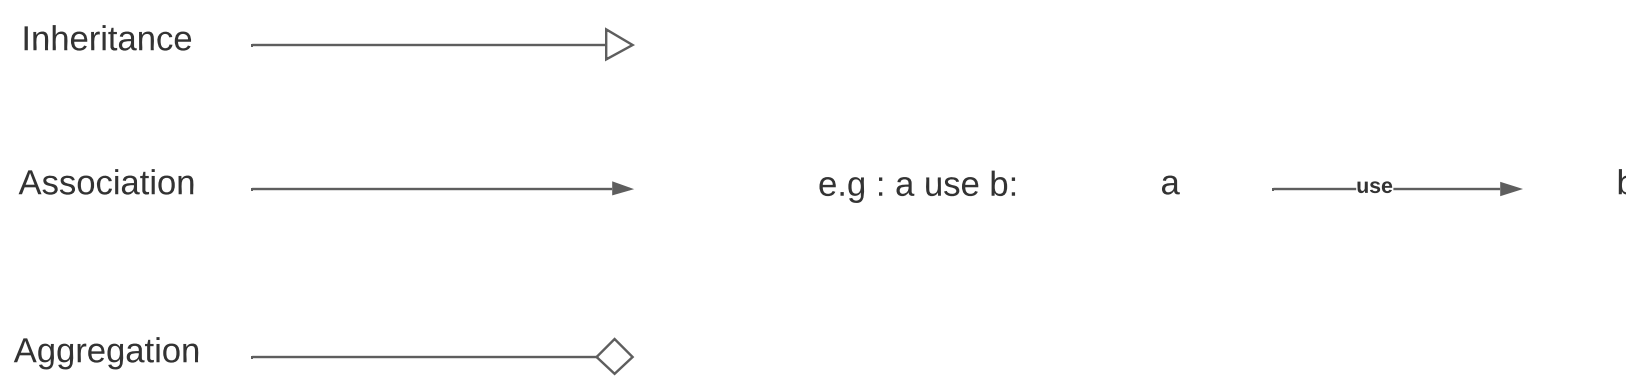 Inheritance
Association
e.g : a use b:
a
use
b
Aggregation